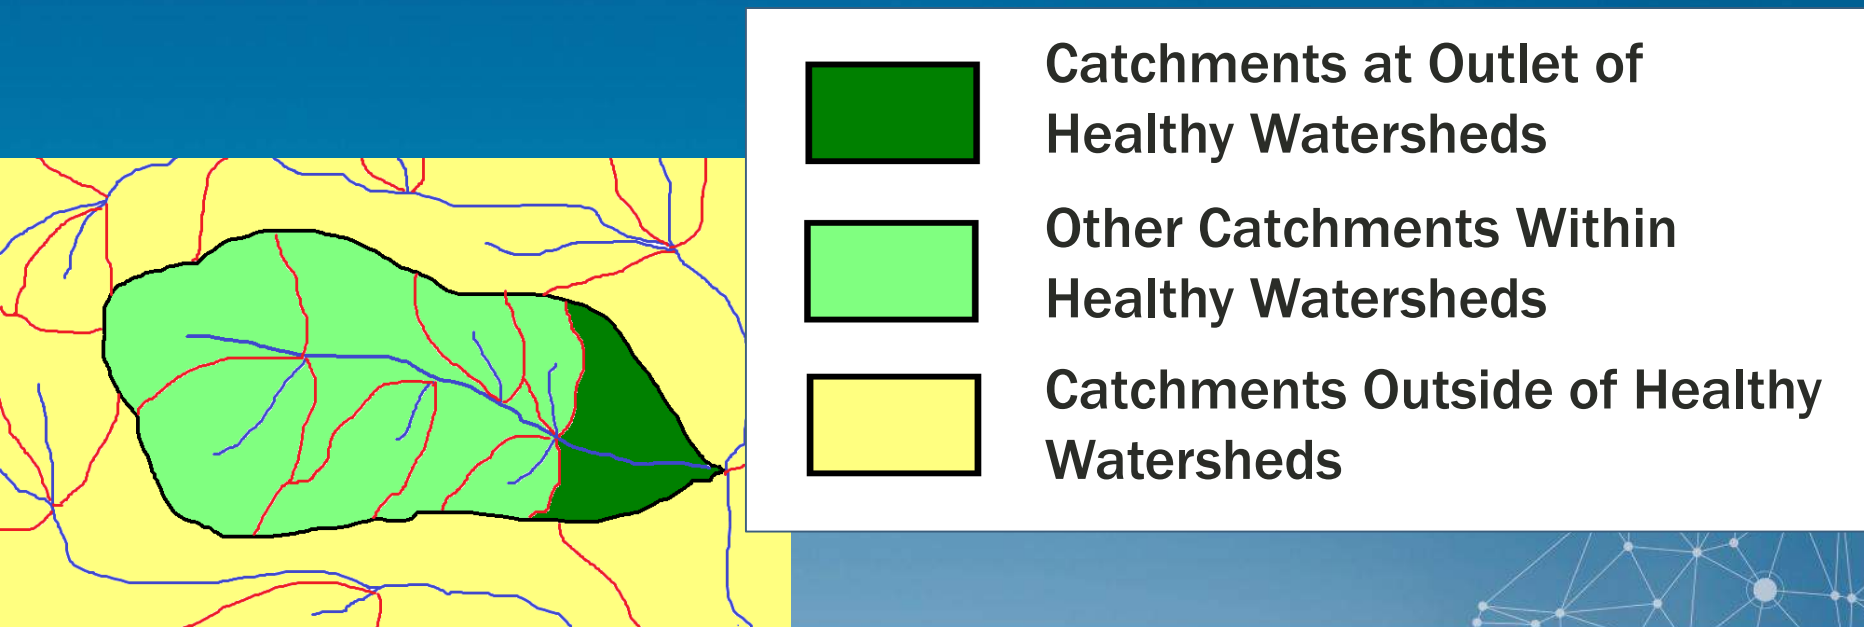 Catchments at Outlet of
Healthy Watersheds
Other Catchments Within
Healthy Watersheds
Catchments Outside of Healthy
Watersheds